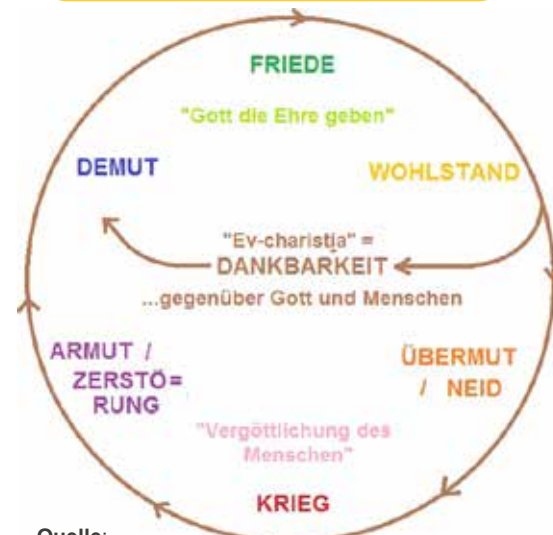 FRIEDE
"Gott die Ehre geben"
DEMUT
WOHLSTAND
"Ev-charistia" =
DANKBARKEIT
...gegenüber Gott und Menschen
ARMUT /
ZERSTÖ=
RUNG
ÜBERMUT
/ NEID
"Vergöttlichung des
Menschen"
KRIEG
Quelle: